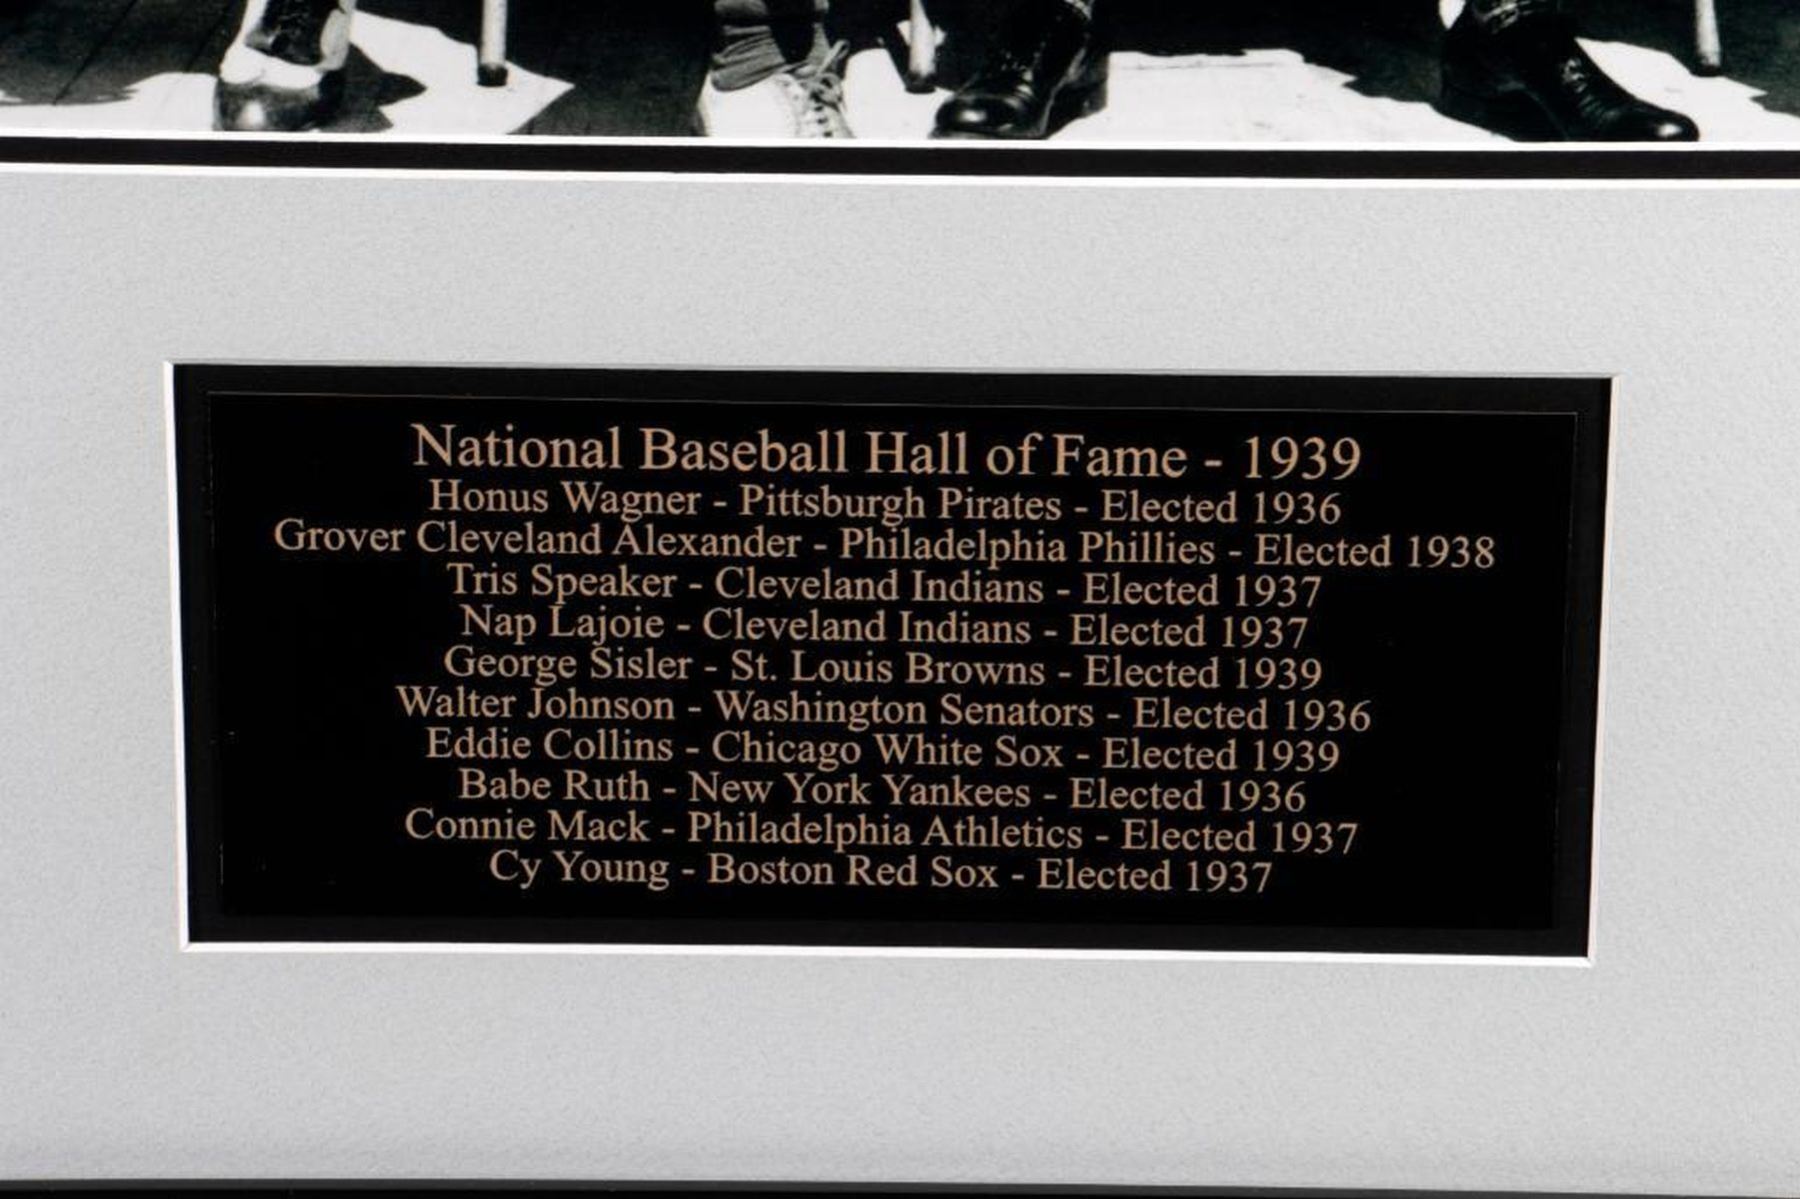 National Baseball Hall of Fame - 1939
Honus Wagner - Pittsburgh Pirates - Elected 1936
Grover Cleveland Alexander - Philadelphia Phillies - Elected 1938
Tris Speaker - Cleveland Indians - Elected 1937
Nap Lajoie - Cleveland Indians - Elected 1937
George Sisler - St. Louis Browns - Elected 1939
Walter Johnson - Washington Senators - Elected 1936
Eddie Collins - Chicago White Sox - Elected 1939
Babe Ruth - New York Yankees - Elected 1936
Connie Mack - Philadelphia Athletics - Elected 1937
Cy Young - Boston Red Sox - Elected 1937